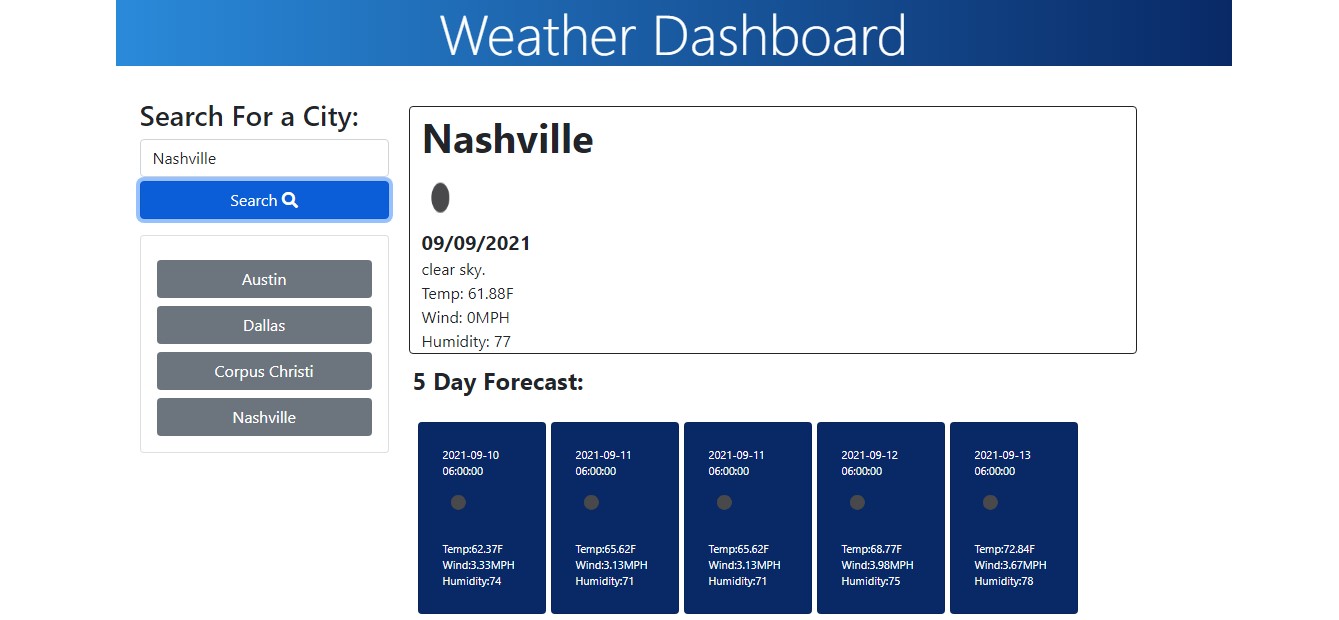 Weather Dashboard
Search For a City:
Nashville
Search
Austin
Dallas
Corpus Christi
Nashville
Nashville
09/09/2021
clear sky.
Temp: 61.88F
Wind: 0MPH
Humidity: 77
5 Day Forecast:
2021-09-10
06:00:00
Temp:62.37F
Wind:3.33MPH
Humidity:74
2021-09-11
06:00:00
Temp:65.62F
Wind:3.13MPH
Humidity:71
2021-09-11
06:00:00
Temp:65.62F
Wind:3.13MPH
Humidity:71
2021-09-12
06:00:00
Temp:68.77F
Wind:3.98MPH
Humidity:75
2021-09-13
06:00:00
Temp:72.84F
Wind:3.67MPH
Humidity:78